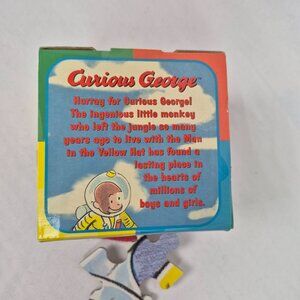 Curious George™
Hurray for Curious George!
The ingenious little monkey
who left the jungle so many
years ago to live with the Man
in the Yellow Hat has found a
lasting place in
the hearts of
millions of
boys and girls.